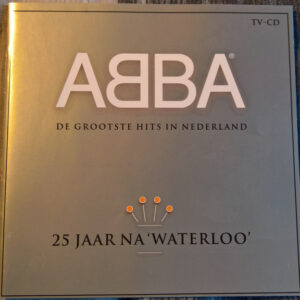 TV-CD
ABBA®
DE GROOTSTE HITS IN NEDERLAND
25 JAAR NA 'WATERLOO'